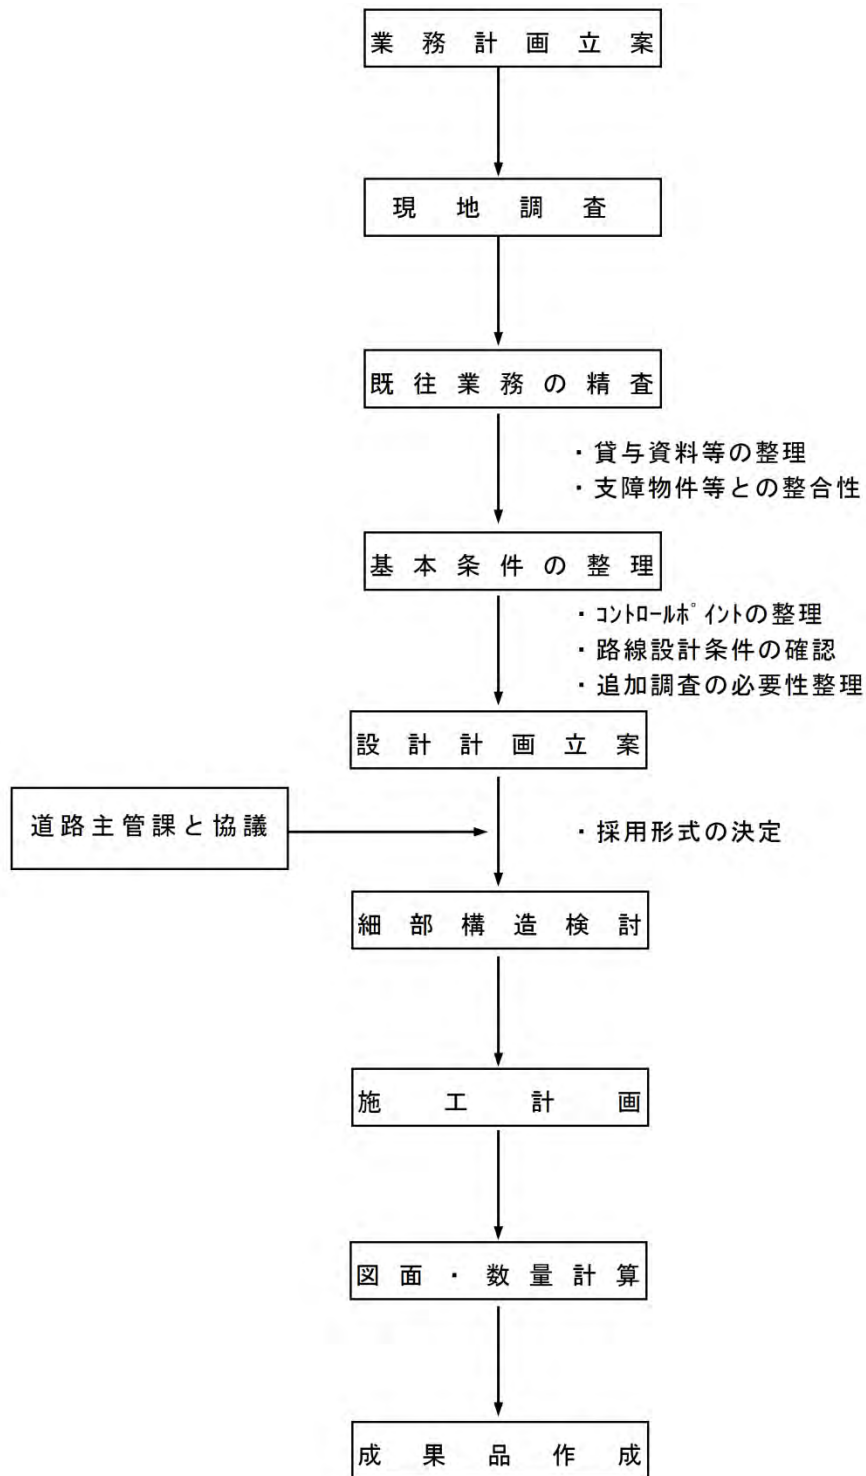 業務計画立案
現地調査
既往業務の精査
・貸与資料等の整理
・支障物件等との整合性
基本条件の整理
・ｺﾝﾄﾛｰﾙﾎﾟｲﾝﾄの整理
・路線設計条件の確認
・追加調査の必要性整理
設計計画立案
道路主管課と協議
・採用形式の決定
細部構造検討
施工計画
図面・数量計算
成果品作成